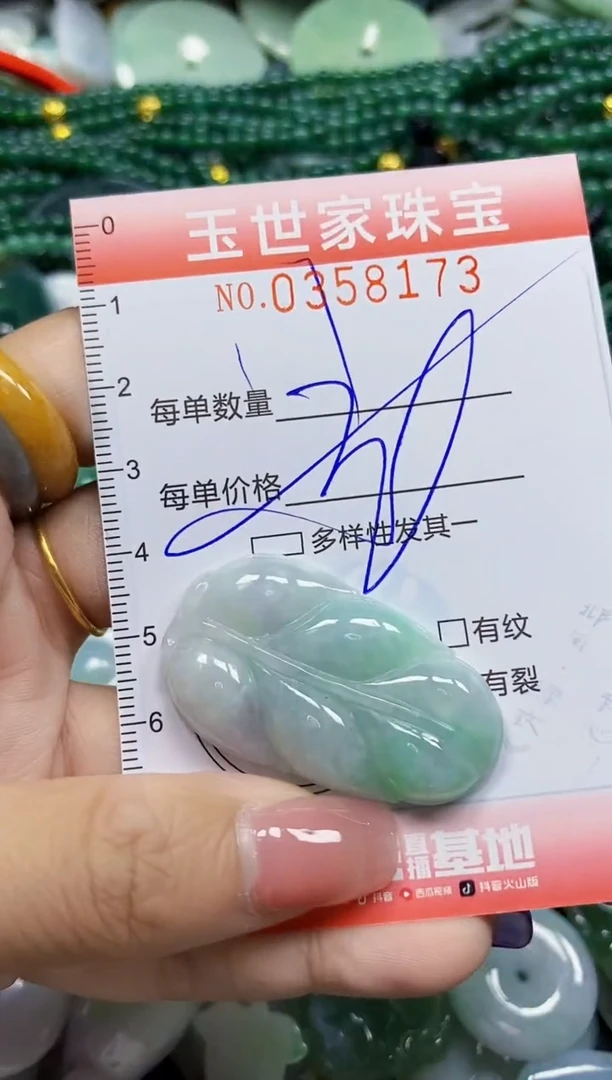 0
玉世家珠宝
NO.0358173
1
2
每单数量
3
每单价格
4
多样性发其一
5
有纹
有裂
6
直播基地
抖音 西瓜视频 抖音火山版